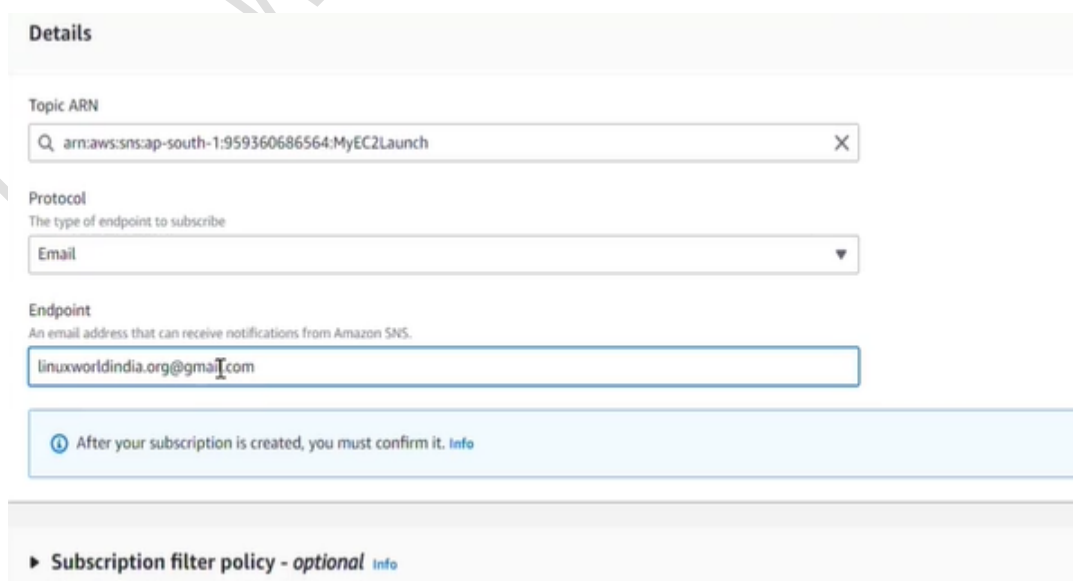 Details
Topic ARN
arn:aws:sns:ap-south-1:959360686564:MyEC2Launch
Protocol
The type of endpoint to subscribe
Email
Endpoint
An email address that can receive notifications from Amazon SNS.
linuxworldindia.org@gmail.com
After your subscription is created, you must confirm it. Info
Subscription filter policy - optional Info